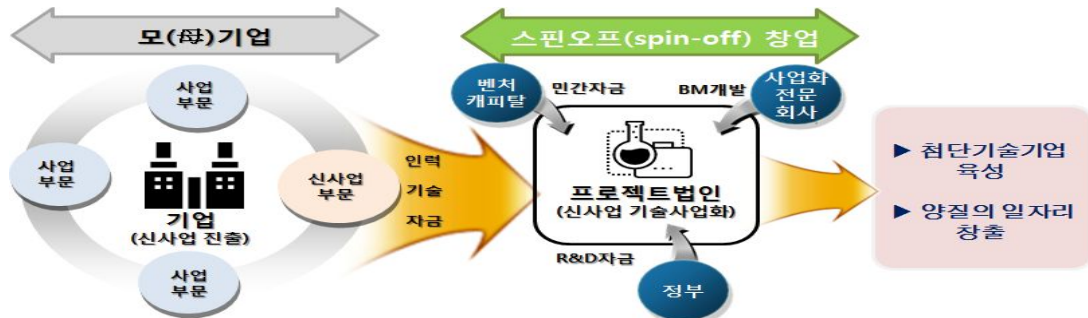 모(母)기업
스핀오프(spin-off) 창업
사업
부문
사업
부문
기업
(신사업 진출)
신사업
부문
사업
부문
인력
기술
자금
벤처
캐피탈
민간자금
BM개발
사업화
전문
회사
프로젝트법인
(신사업 기술사업화)
R&D자금
정부
▶ 첨단기술기업
육성
▶ 양질의 일자리
창출